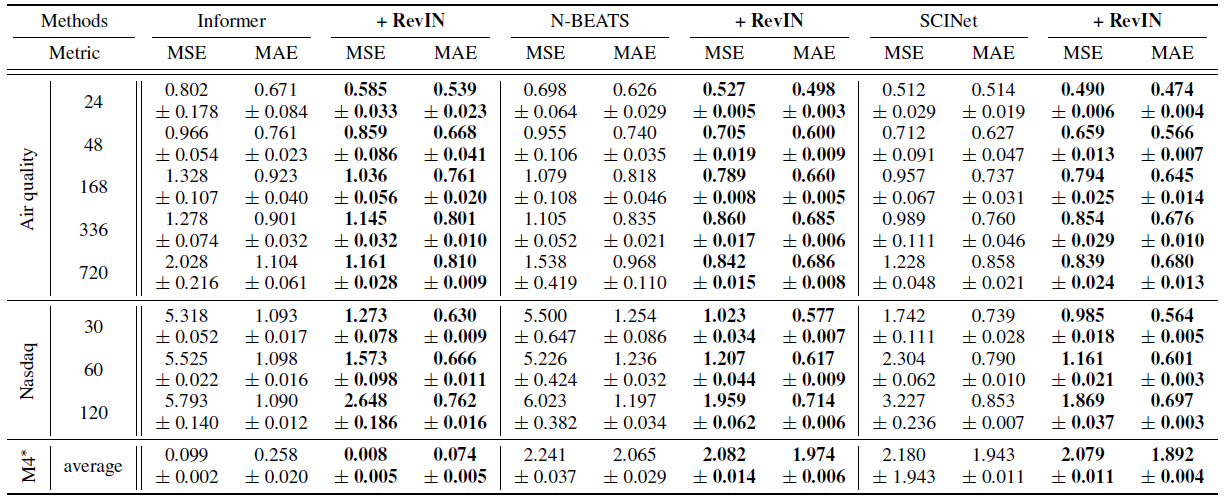 Methods Informer + RevIN N-BEATS + RevIN SCINet + RevIN
Metric MSE MAE MSE MAE MSE MAE MSE MAE MSE MAE MSE MAE
Air quality
24
0.802 0.671 0.585 0.539 0.698 0.626 0.527 0.498 0.512 0.514 0.490 0.474
± 0.178 ± 0.084 ± 0.033 ± 0.023 ± 0.064 ± 0.029 ± 0.005 ± 0.003 ± 0.029 ± 0.019 ± 0.006 ± 0.004
48
0.966 0.761 0.859 0.668 0.955 0.740 0.705 0.600 0.712 0.627 0.659 0.566
± 0.054 ± 0.023 ± 0.086 ± 0.041 ± 0.106 ± 0.035 ± 0.019 ± 0.009 ± 0.091 ± 0.047 ± 0.013 ± 0.007
168
1.328 0.923 1.036 0.761 1.079 0.818 0.789 0.660 0.957 0.737 0.794 0.645
± 0.107 ± 0.040 ± 0.056 ± 0.020 ± 0.108 ± 0.046 ± 0.008 ± 0.005 ± 0.067 ± 0.031 ± 0.025 ± 0.014
336
1.278 0.901 1.145 0.801 1.105 0.835 0.860 0.685 0.989 0.760 0.854 0.676
± 0.074 ± 0.032 ± 0.032 ± 0.010 ± 0.052 ± 0.021 ± 0.017 ± 0.006 ± 0.111 ± 0.046 ± 0.029 ± 0.010
720
2.028 1.104 1.161 0.810 1.538 0.968 0.842 0.686 1.228 0.858 0.839 0.680
± 0.216 ± 0.061 ± 0.028 ± 0.009 ± 0.419 ± 0.110 ± 0.015 ± 0.008 ± 0.048 ± 0.021 ± 0.024 ± 0.013
Nasdaq
30
5.318 1.093 1.273 0.630 5.500 1.254 1.023 0.577 1.742 0.739 0.985 0.564
± 0.052 ± 0.017 ± 0.078 ± 0.009 ± 0.647 ± 0.086 ± 0.034 ± 0.007 ± 0.111 ± 0.028 ± 0.018 ± 0.005
60
5.525 1.098 1.573 0.666 5.226 1.236 1.207 0.617 2.304 0.790 1.161 0.601
± 0.022 ± 0.016 ± 0.098 ± 0.011 ± 0.424 ± 0.032 ± 0.044 ± 0.009 ± 0.062 ± 0.010 ± 0.021 ± 0.003
120
5.793 1.090 2.648 0.762 6.023 1.197 1.959 0.714 3.227 0.853 1.869 0.697
± 0.140 ± 0.012 ± 0.186 ± 0.016 ± 0.382 ± 0.034 ± 0.062 ± 0.006 ± 0.236 ± 0.007 ± 0.037 ± 0.003
M4*
average
0.099 0.258 0.008 0.074 2.241 2.065 2.082 1.974 2.180 1.943 2.079 1.892
± 0.002 ± 0.020 ± 0.005 ± 0.005 ± 0.037 ± 0.029 ± 0.014 ± 0.006 ± 1.943 ± 0.011 ± 0.011 ± 0.004